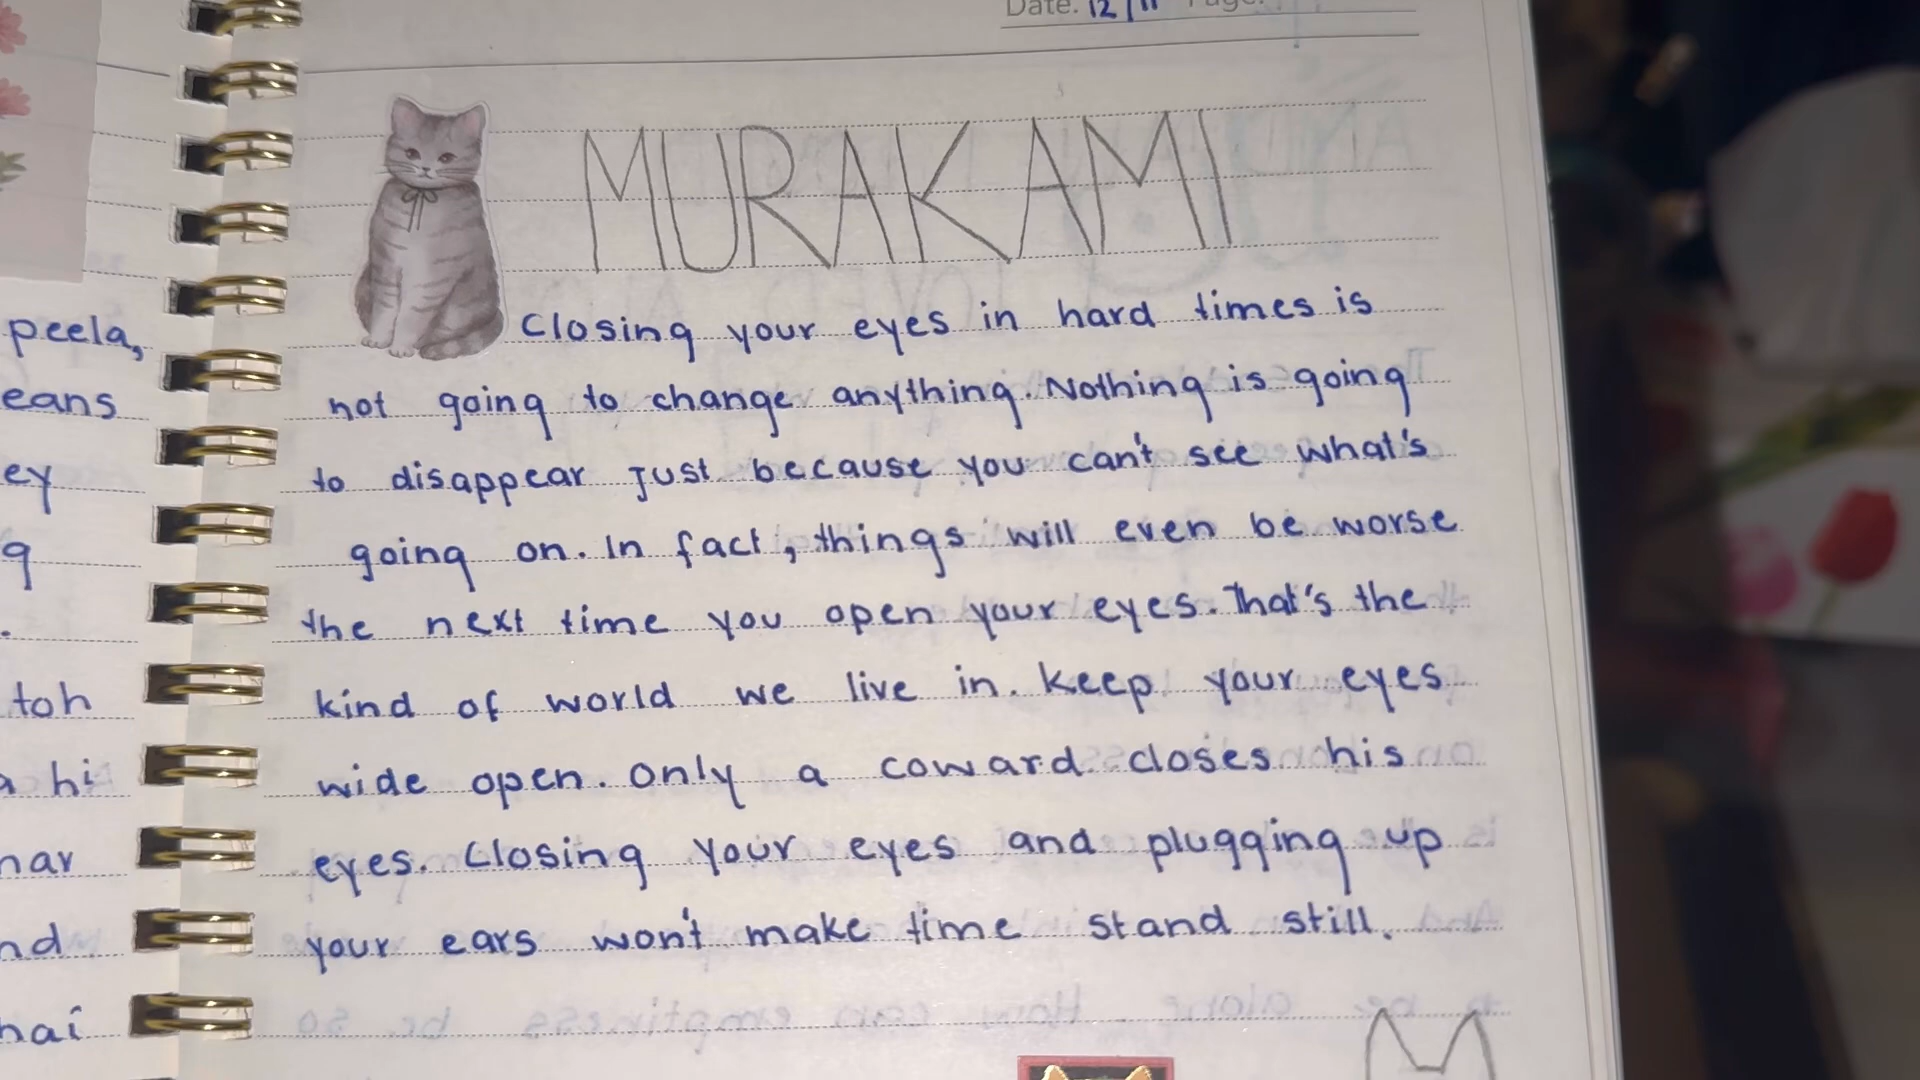 Date. 12/11 Page.
MURAKAMI
Closing your eyes in hard times is
not going to change anything. Nothing is going
to disappear just because you can't see what's
going on. In fact, things will even be worse
the next time you open your eyes. That's the
kind of world we live in. Keep your eyes
wide open. Only a coward closes his
eyes. Closing your eyes and plugging up
your ears won't make time stand still.
peela,
eans
ey
g
toh
hi
nar
nd
hai